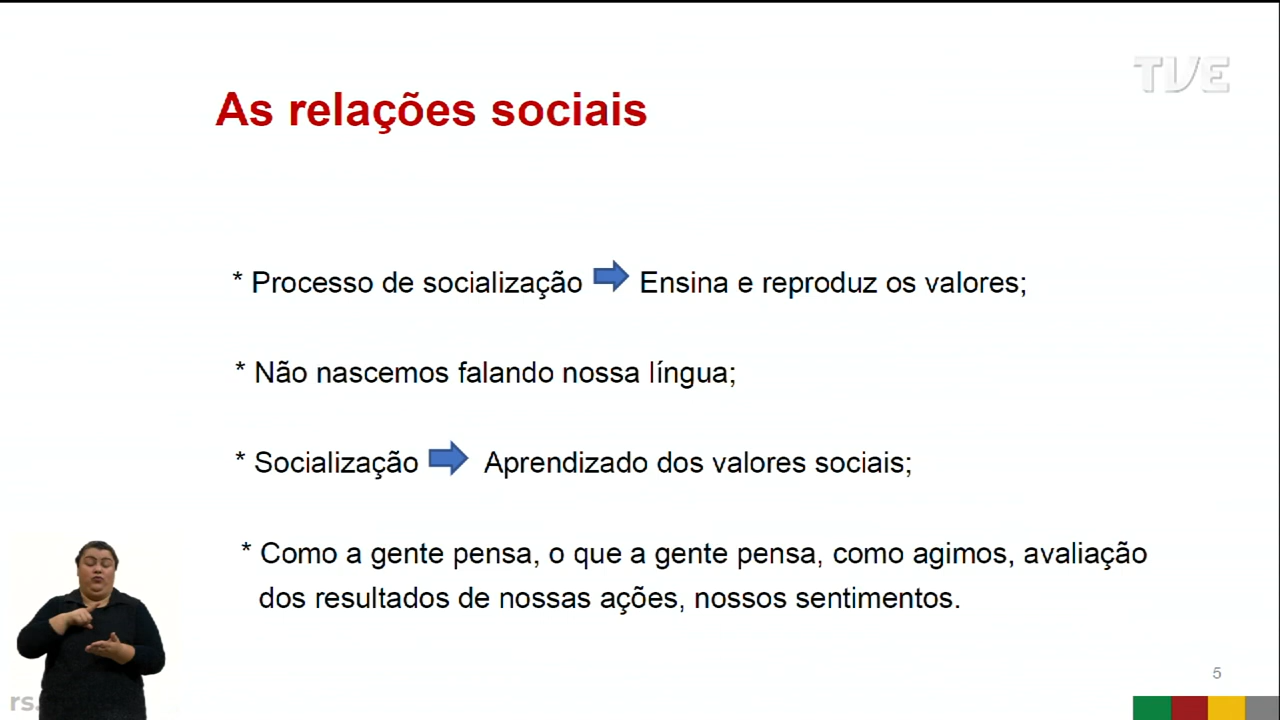 TVE
As relações sociais
* Processo de socialização Ensina e reproduz os valores;
* Não nascemos falando nossa língua;
* Socialização Aprendizado dos valores sociais;
* Como a gente pensa, o que a gente pensa, como agimos, avaliação
dos resultados de nossas ações, nossos sentimentos.
5
rs.